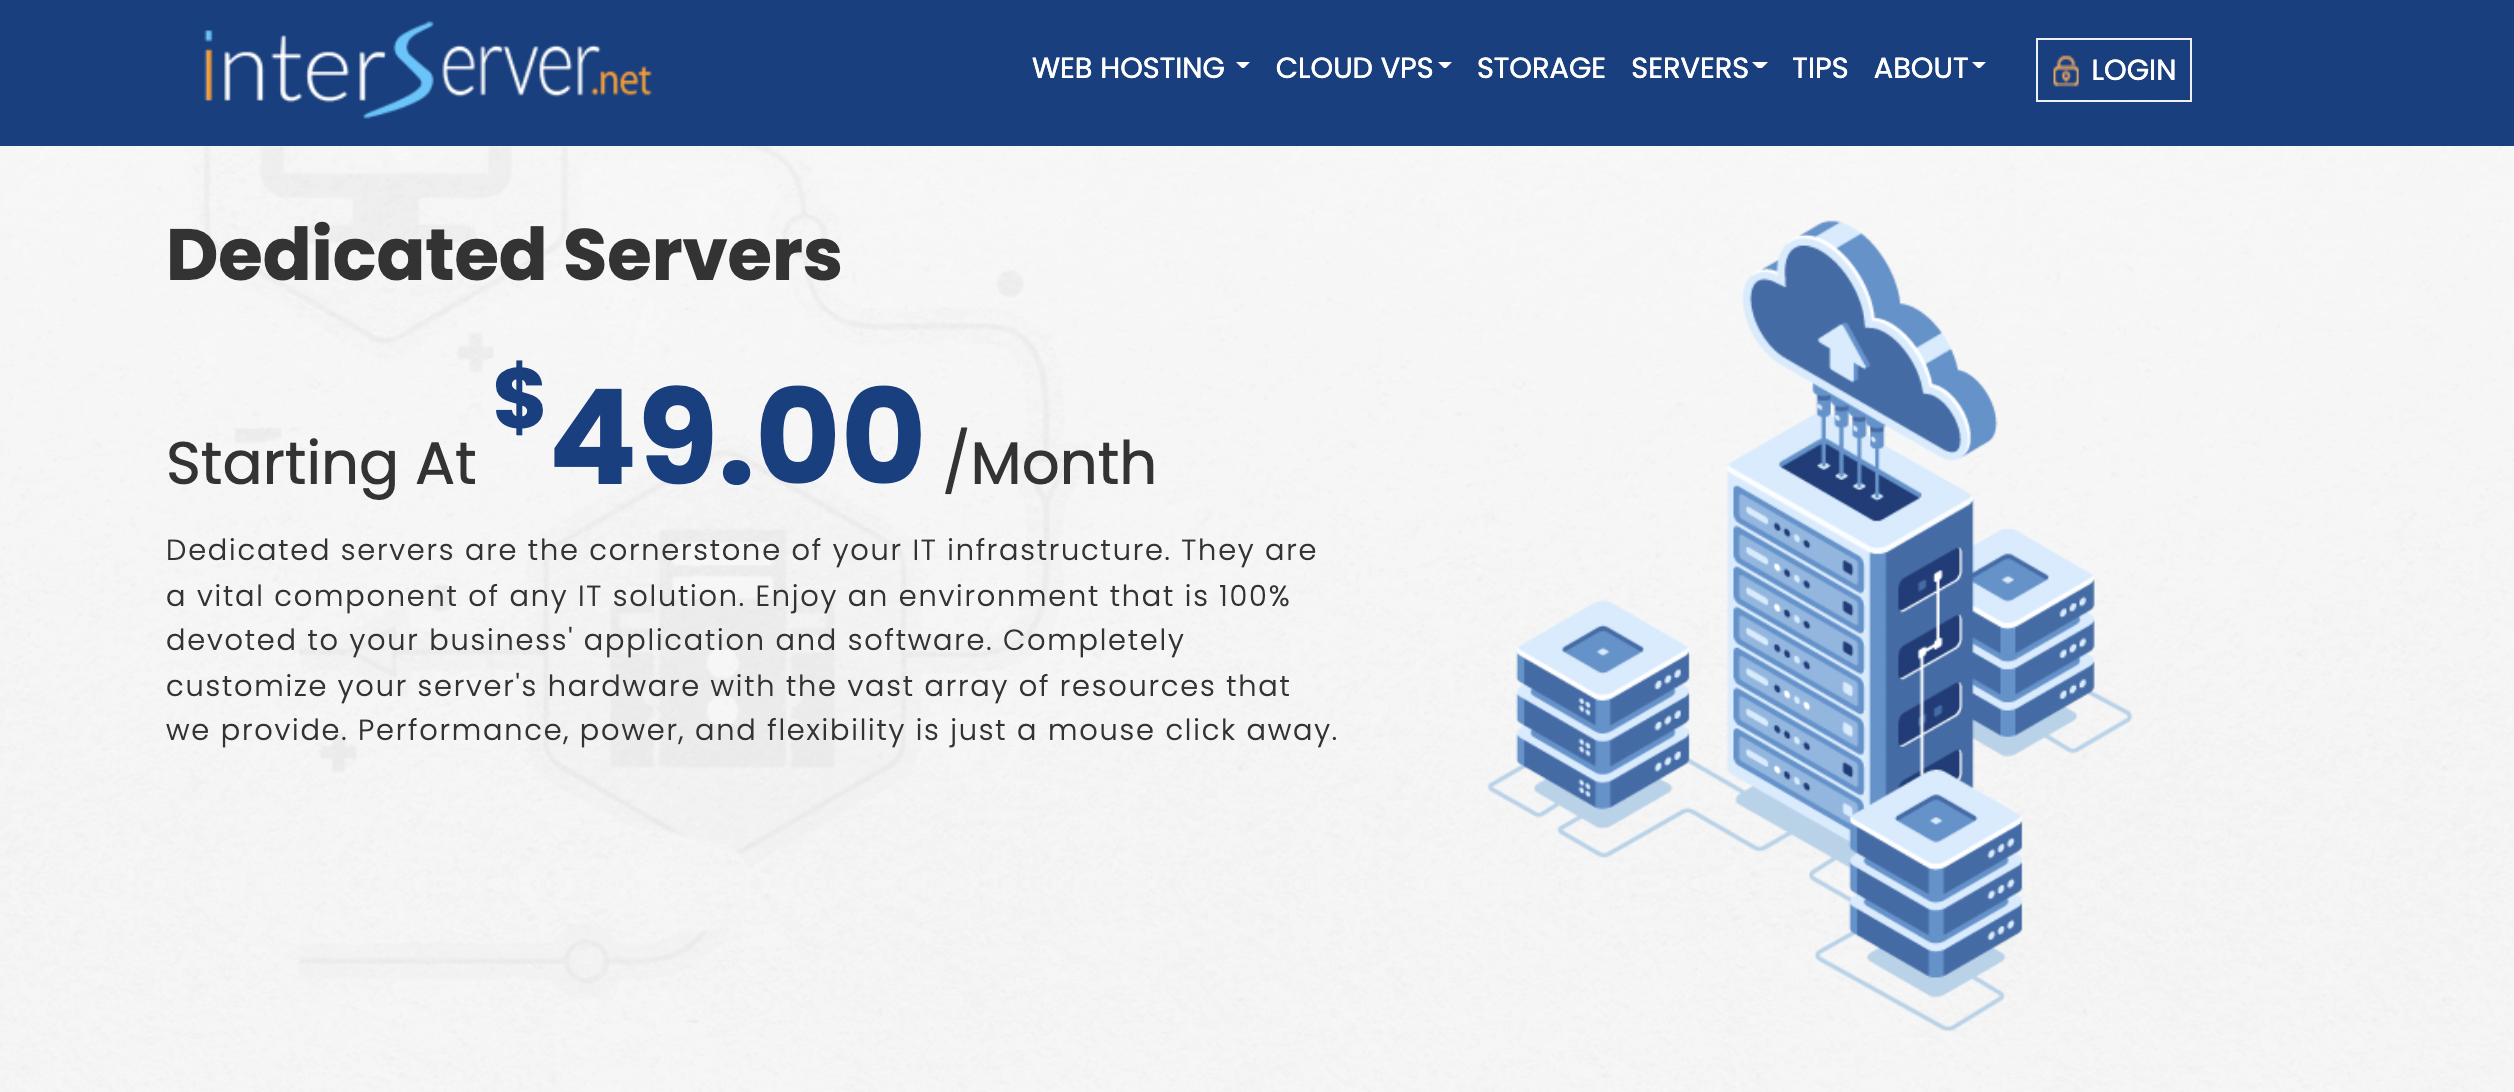 interServer.net
WEB HOSTING CLOUD VPS STORAGE SERVERS TIPS ABOUT LOGIN
Dedicated Servers
Starting At $49.00 /Month
Dedicated servers are the cornerstone of your IT infrastructure. They are
a vital component of any IT solution. Enjoy an environment that is 100%
devoted to your business' application and software. Completely
customize your server's hardware with the vast array of resources that
we provide. Performance, power, and flexibility is just a mouse click away.